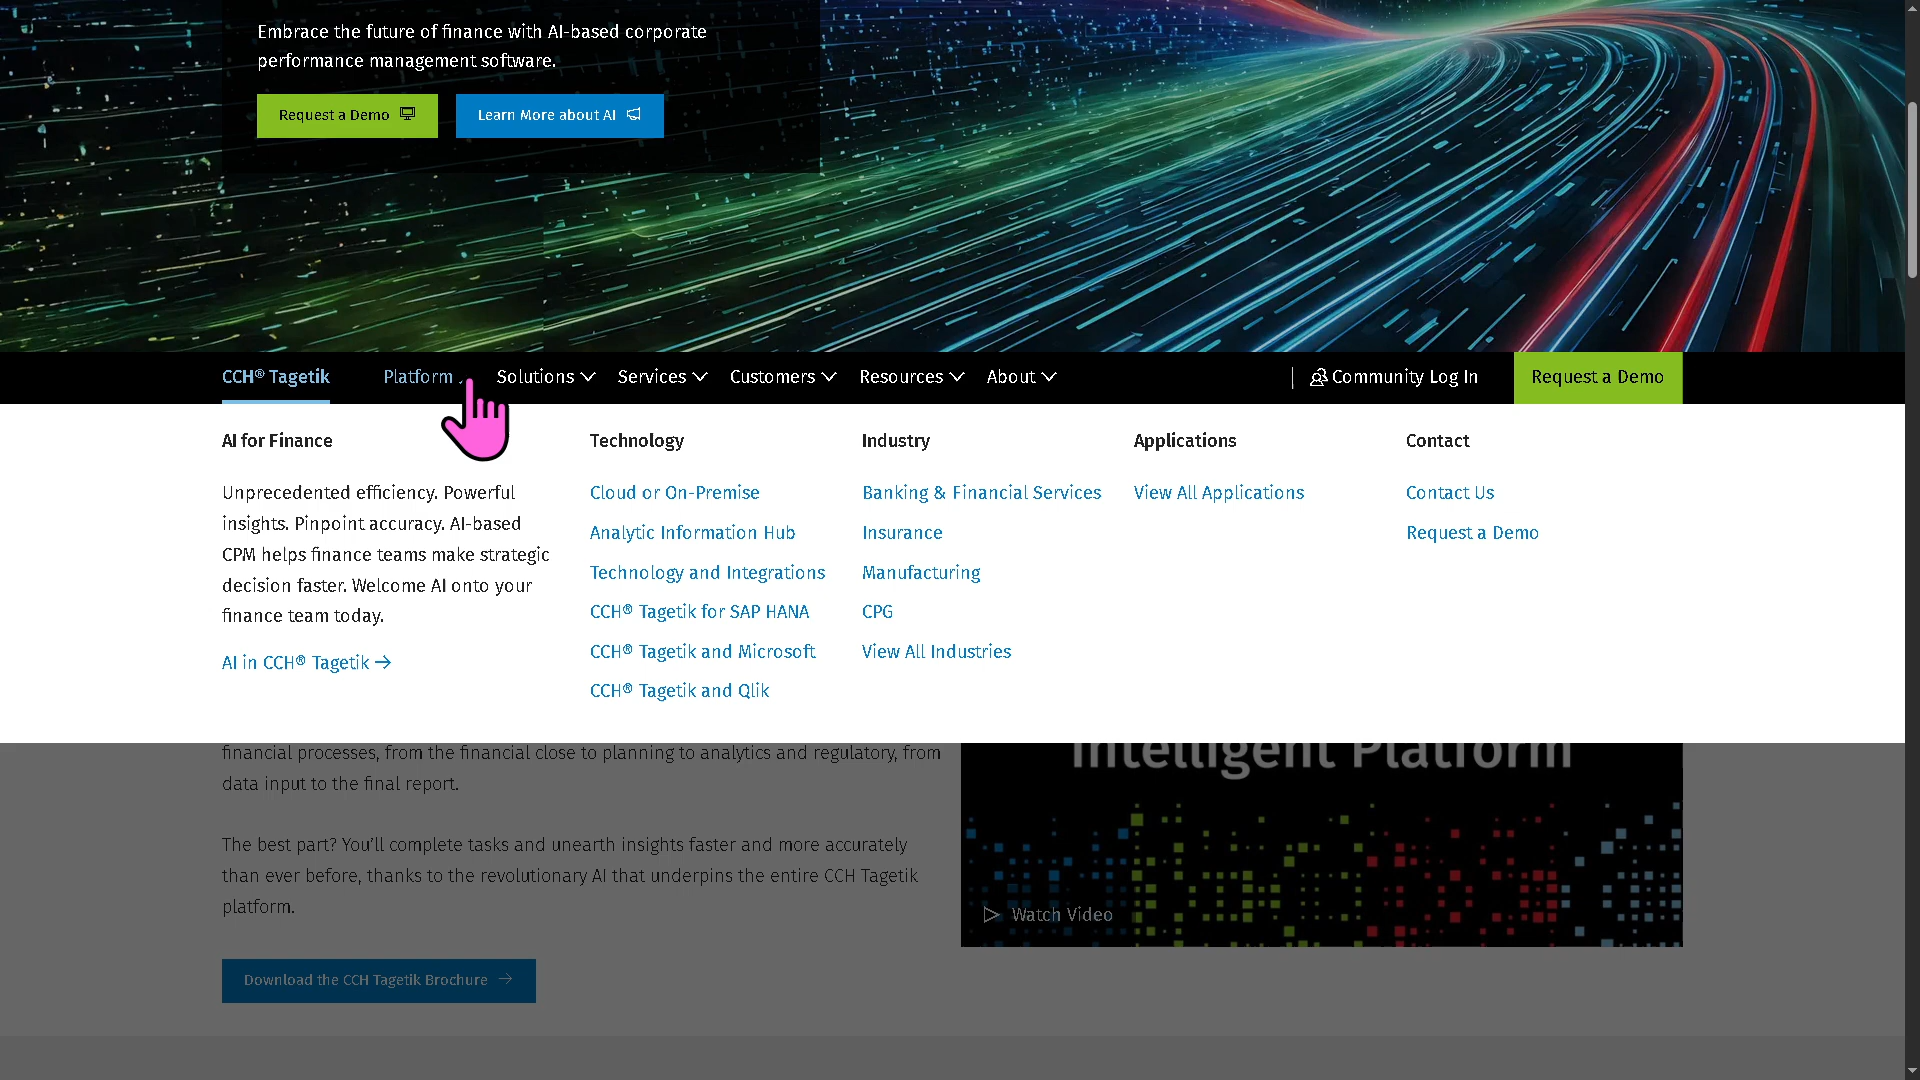 Embrace the future of finance with AI-based corporate
performance management software.
Request a Demo
Learn More about AI
CCH® Tagetik
Platform
Solutions
Services
Customers
Resources
About
Community Log In
Request a Demo
AI for Finance
Unprecedented efficiency. Powerful
insights. Pinpoint accuracy. AI-based
CPM helps finance teams make strategic
decision faster. Welcome AI onto your
finance team today.
AI in CCH® Tagetik
Technology
Cloud or On-Premise
Analytic Information Hub
Technology and Integrations
CCH® Tagetik for SAP HANA
CCH® Tagetik and Microsoft
CCH® Tagetik and Qlik
Industry
Banking & Financial Services
Insurance
Manufacturing
CPG
View All Industries
Applications
View All Applications
Contact
Contact Us
Request a Demo
financial processes, from the financial close to planning to analytics and regulatory, from
data input to the final report.
The best part? You’ll complete tasks and unearth insights faster and more accurately
than ever before, thanks to the revolutionary AI that underpins the entire CCH Tagetik
platform.
Download the CCH Tagetik Brochure
Intelligent Platform
Watch Video